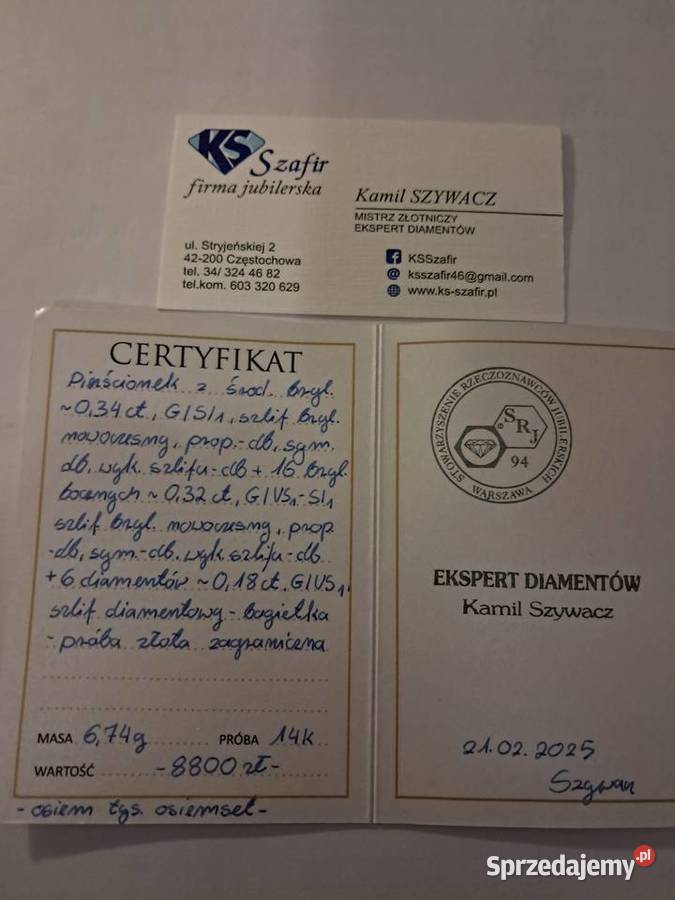 KS Szafir
firma jubilerska
ul. Stryjeńskiej 2
42-200 Częstochowa
tel. 34/ 324 46 82
tel.kom. 603 320 629
Kamil SZYWACZ
MISTRZ ZŁOTNICZY
EKSPERT DIAMENTÓW
KSSzafir
ksszafir46@gmail.com
www.ks-szafir.pl
CERTYFIKAT
Pierścionek z środ. bryl.
~0,34 ct, G/SI1, szlif bryl.
nowoczesny, prop.-db, sym.
db, wyk. szlifu-db + 16 bryl.
bocznych ~0,32 ct, G/VS1-SI1
szlif bryl. nowoczesny, prop.
-db, sym.-db. wyk szlifu-db
+ 6 diamentów ~0,18 ct. G/VS1,
szlif diamentowy - bagietka
- próba złota zagraniczna
MASA 6,74g PRÓBA 14K
WARTOŚĆ -8800 zł-
- osiem tys. osiemset -
STOWARZYSZENIE RZECZOZNAWCÓW JUBILERSKICH
SRJ
94
WARSZAWA
EKSPERT DIAMENTÓW
Kamil Szywacz
21.02.2025
Sprzedajemy.pl